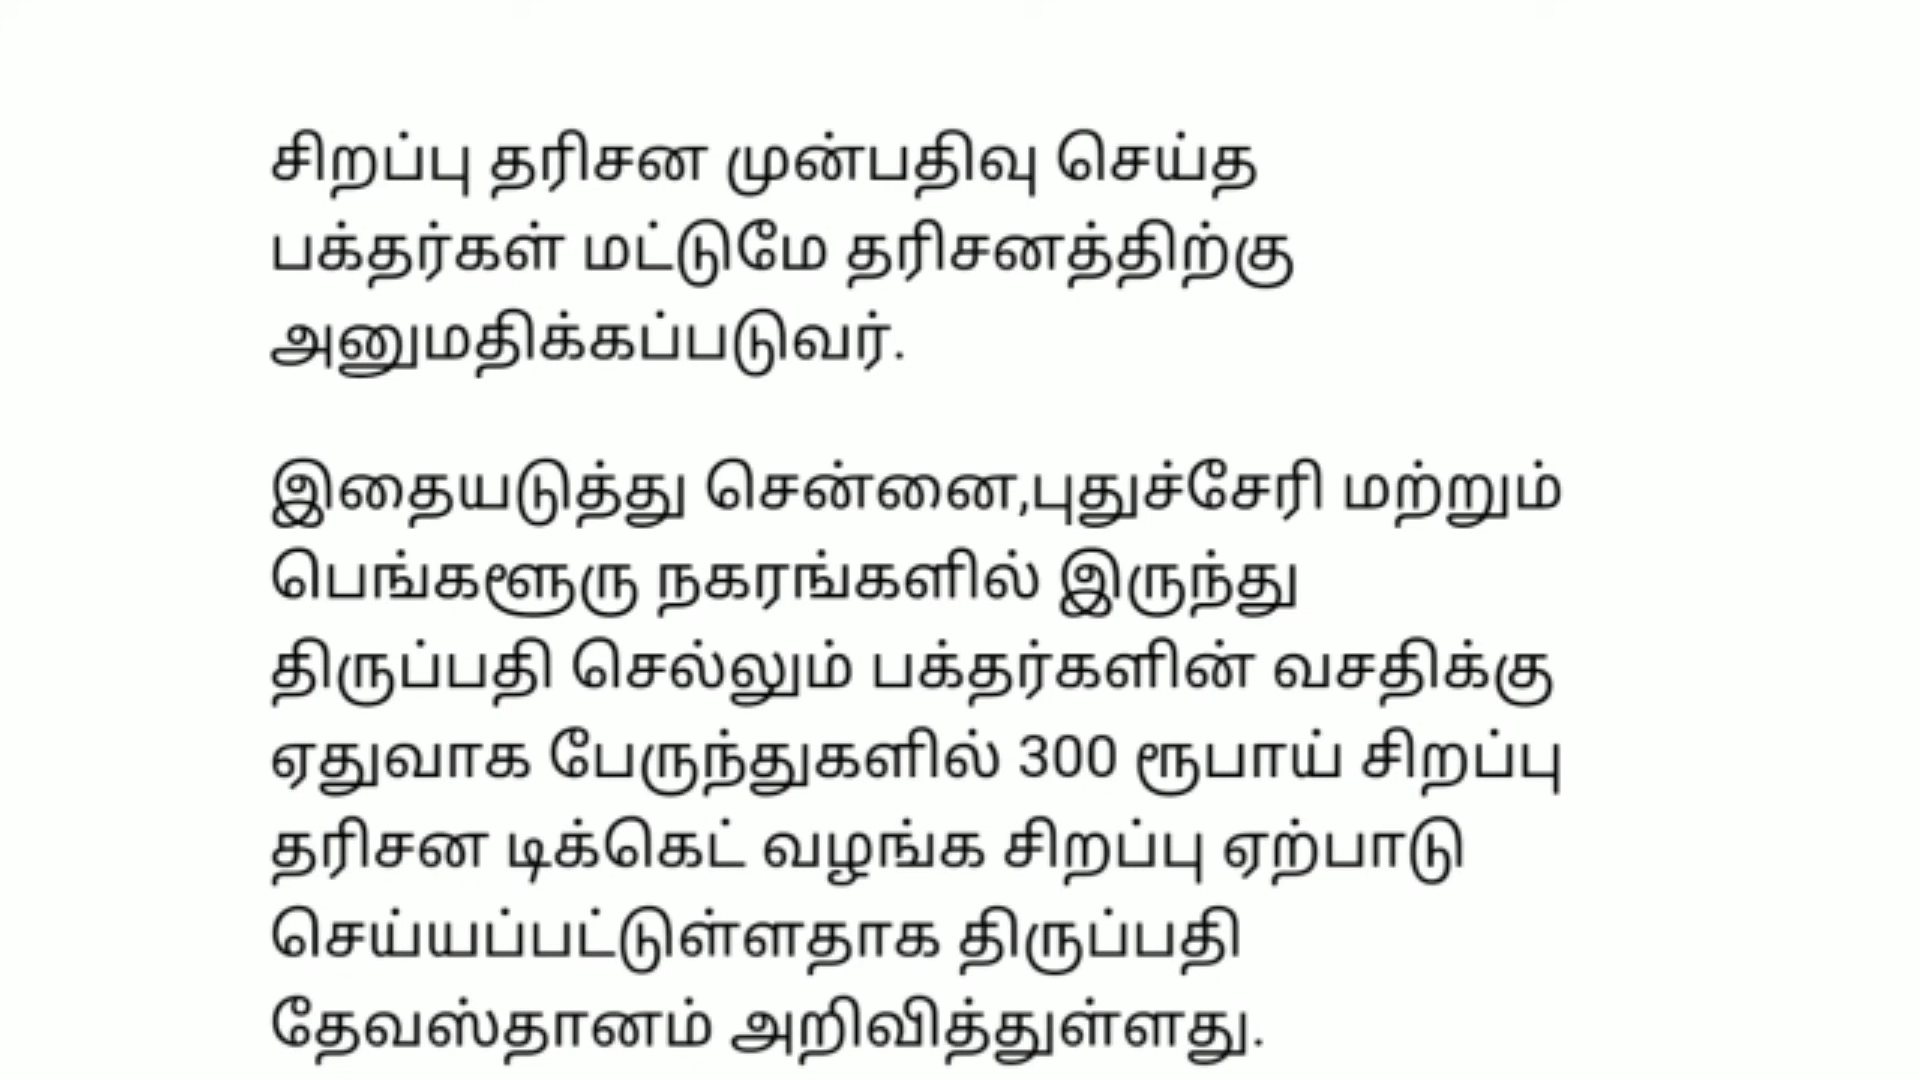 சிறப்பு தரிசன முன்பதிவு செய்த
பக்தர்கள் மட்டுமே தரிசனத்திற்கு
அனுமதிக்கப்படுவர்.
இதையடுத்து சென்னை,புதுச்சேரி மற்றும்
பெங்களூரு நகரங்களில் இருந்து
திருப்பதி செல்லும் பக்தர்களின் வசதிக்கு
ஏதுவாக பேருந்துகளில் 300 ரூபாய் சிறப்பு
தரிசன டிக்கெட் வழங்க சிறப்பு ஏற்பாடு
செய்யப்பட்டுள்ளதாக திருப்பதி
தேவஸ்தானம் அறிவித்துள்ளது.